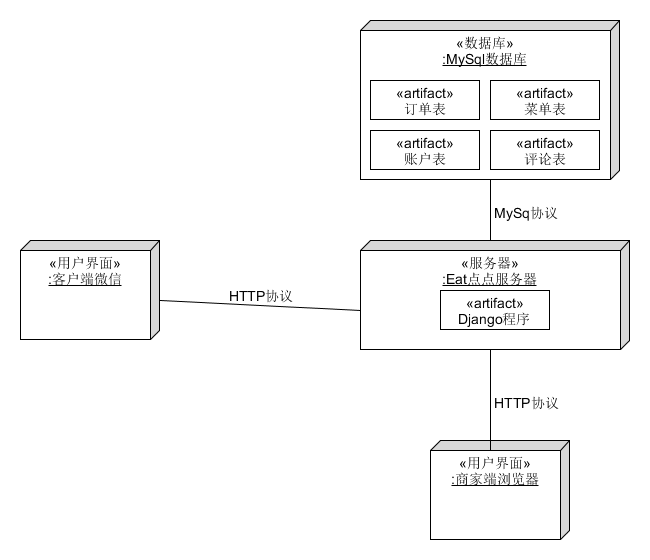 «数据库»
:MySql数据库
«artifact»
订单表
«artifact»
菜单表
«artifact»
账户表
«artifact»
评论表
MySq协议
«用户界面»
:客户端微信
HTTP协议
«服务器»
:Eat点点服务器
«artifact»
Django程序
HTTP协议
«用户界面»
:商家端浏览器